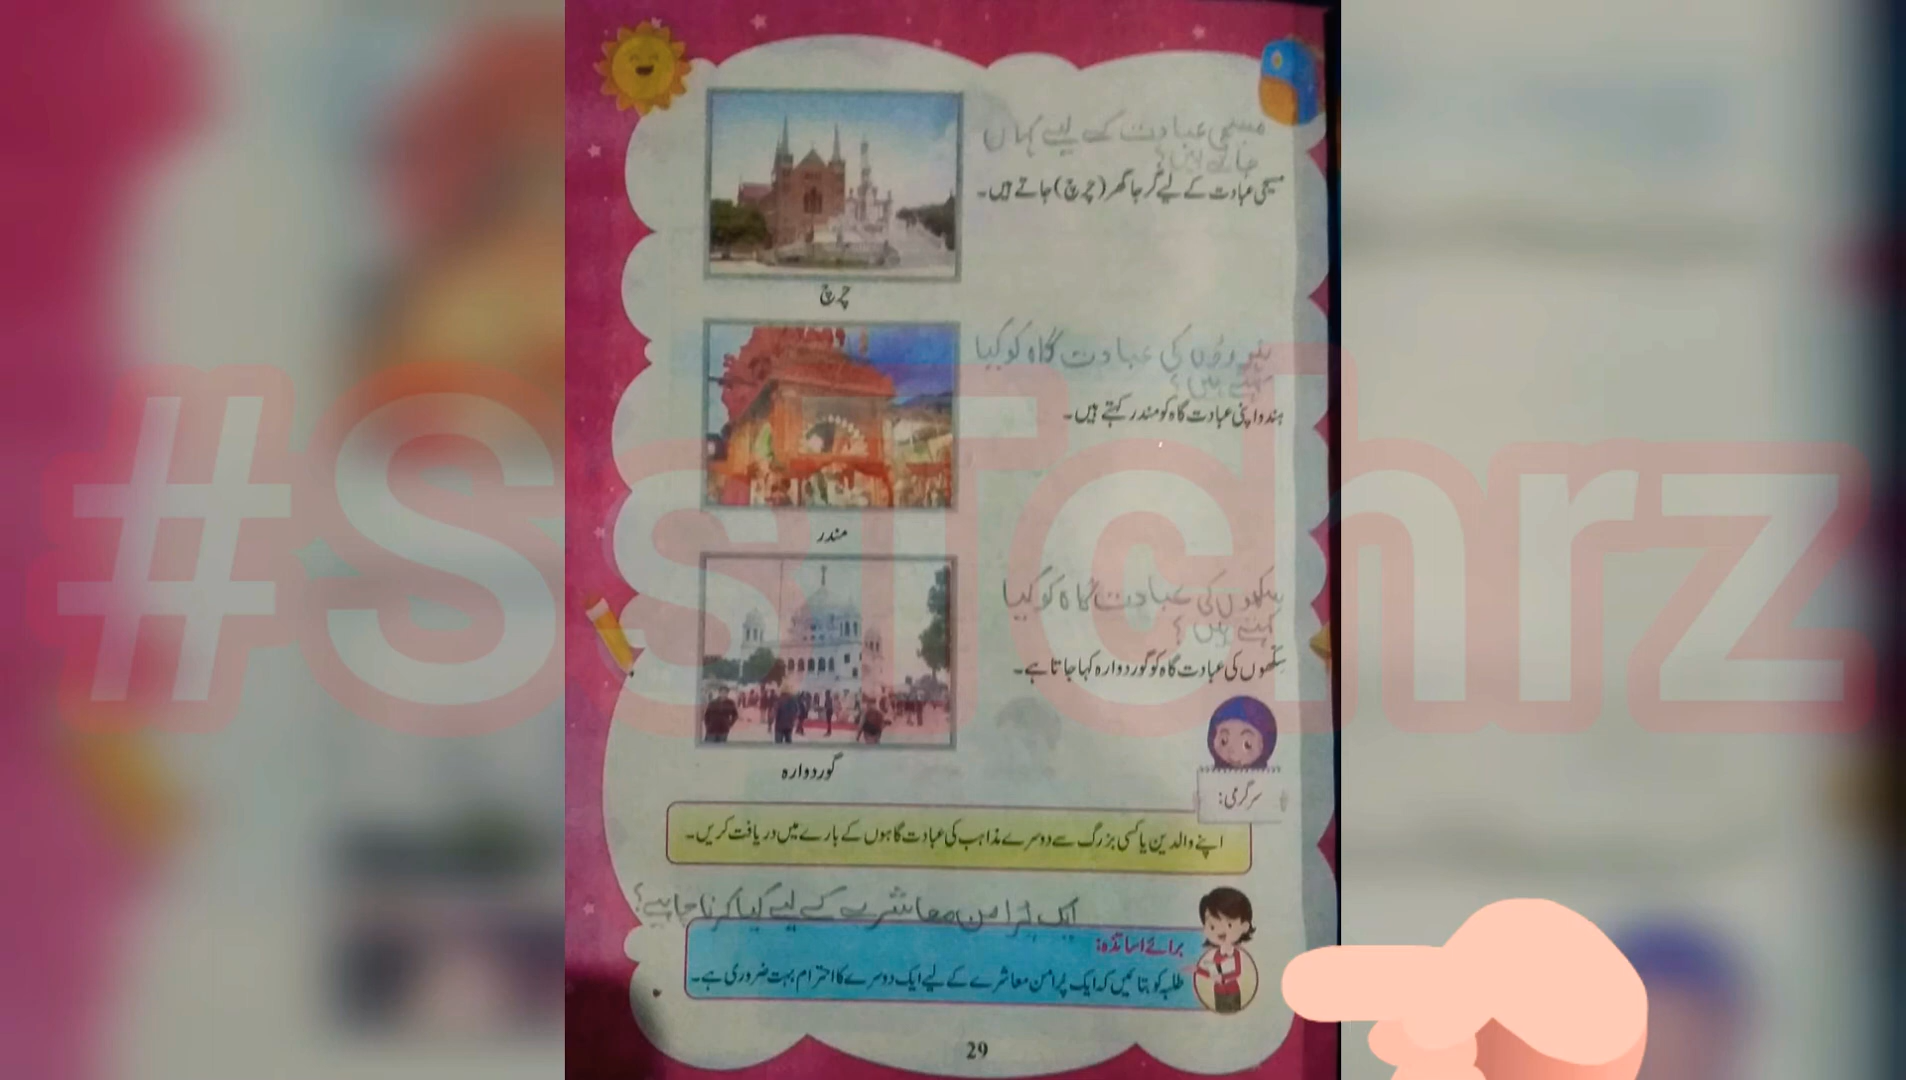 مسیحی عبادت کے لیے کہاں
جاتے ہیں؟
مسیحی عبادت کے لیے گرجا گھر (چرچ) جاتے ہیں۔
چرچ
ہندوؤں کی عبادت گاہ کو کیا
کہتے ہیں؟
ہندو اپنی عبادت گاہ کو مندر کہتے ہیں۔
مندر
سکھوں کی عبادت گاہ کو کیا
کہتے ہیں؟
سِکھوں کی عبادت گاہ کو گوردوارہ کہا جاتا ہے۔
گوردوارہ
سرگرمی:
اپنے والدین یا کسی بزرگ سے دوسرے مذاہب کی عبادت گاہوں کے بارے میں دریافت کریں۔
ایک پُرامن معاشرے کے لیے کیا کرنا چاہیے؟
برائے اساتذہ:
طلبہ کو بتائیں کہ ایک پُرامن معاشرے کے لیے ایک دوسرے کا احترام بہت ضروری ہے۔
29
#SsTchrz